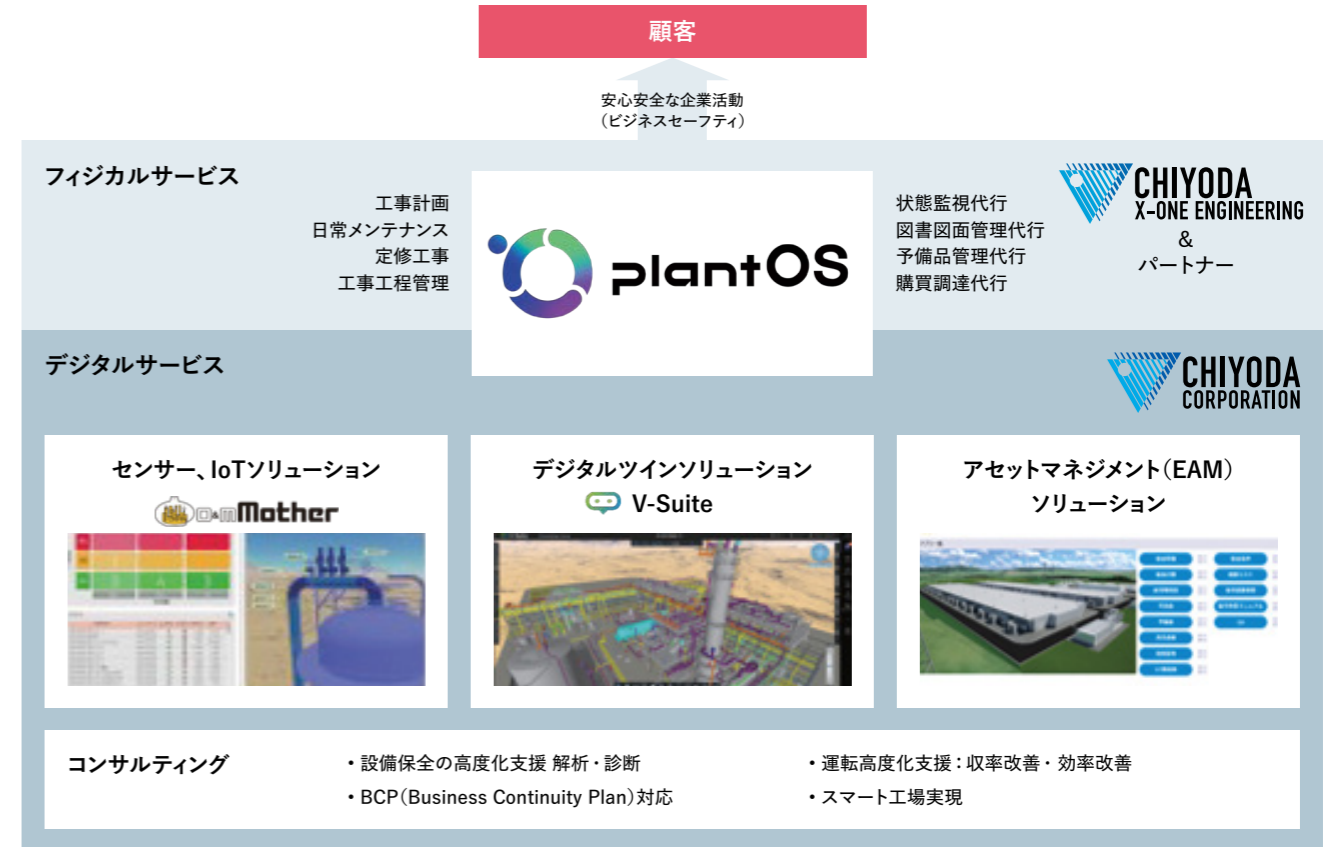 顧客
安心安全な企業活動
（ビジネスセーフティ）
フィジカルサービス
工事計画
日常メンテナンス
定修工事
工事工程管理
plantOS
状態監視代行
図書図面管理代行
予備品管理代行
購買調達代行
CHIYODA
X-ONE ENGINEERING
&
パートナー
デジタルサービス
CHIYODA
CORPORATION
センサー、IoTソリューション
O&mMother
デジタルツインソリューション
V-Suite
アセットマネジメント（EAM）
ソリューション
コンサルティング
・設備保全の高度化支援 解析・診断
・BCP（Business Continuity Plan）対応
・運転高度化支援：収率改善・効率改善
・スマート工場実現